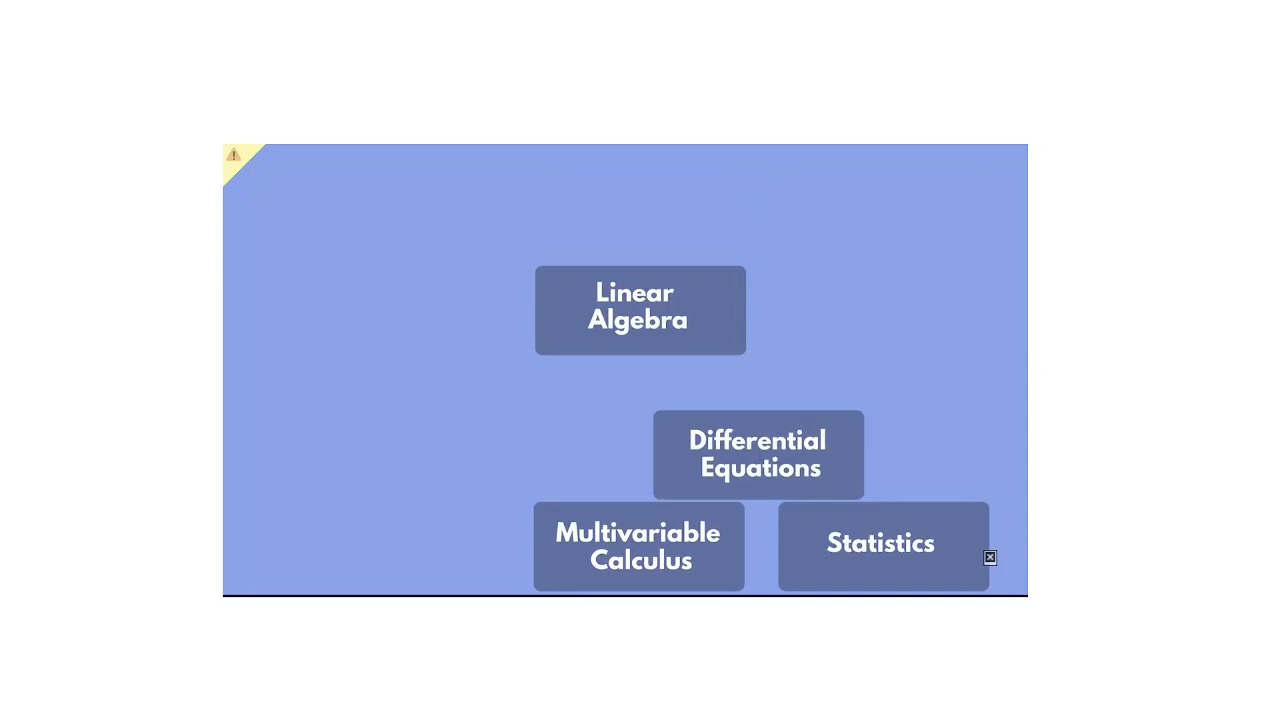 Linear
Algebra
Differential
Equations
Multivariable
Calculus
Statistics